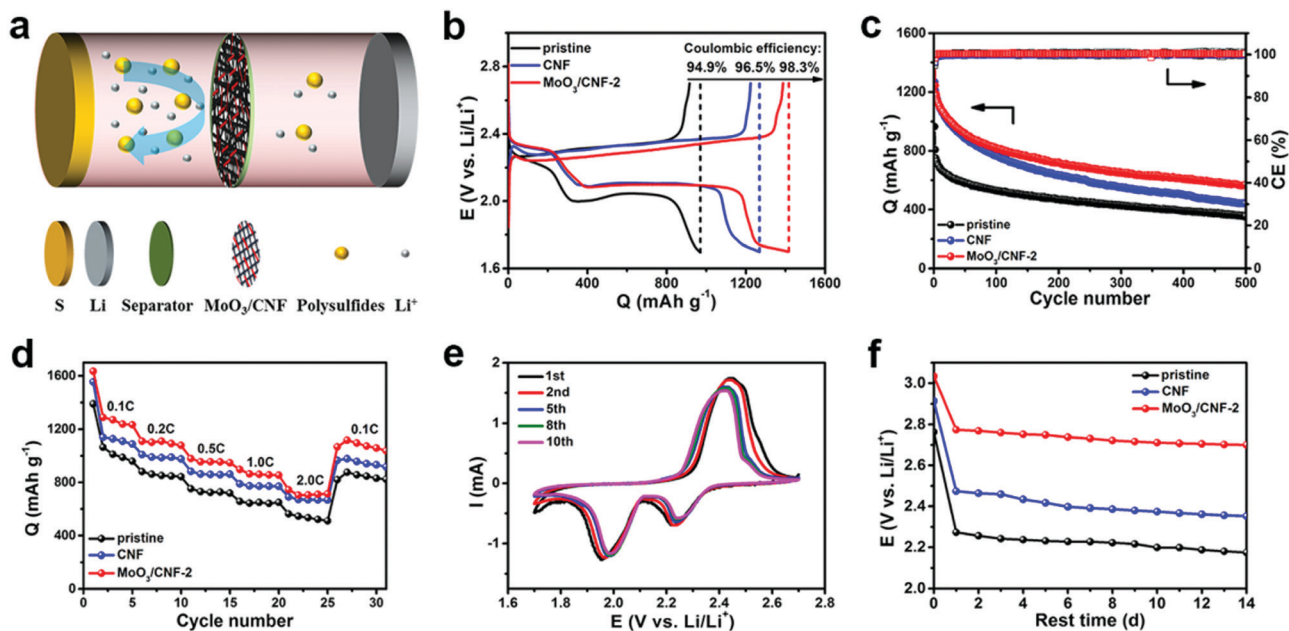 a
S Li Separator MoO₃/CNF Polysulfides Li⁺
b
pristine
CNF
MoO₃/CNF-2
Coulombic efficiency:
94.9% 96.5% 98.3%
2.8
2.4
2.0
1.6
E (V vs. Li/Li⁺)
0 400 800 1200 1600
Q (mAh g⁻¹)
c
1600
1200
800
400
0
Q (mAh g⁻¹)
100
80
60
40
20
0
CE (%)
pristine
CNF
MoO₃/CNF-2
0 100 200 300 400 500
Cycle number
d
1600
1200
800
400
0
Q (mAh g⁻¹)
0.1C
0.2C
0.5C
1.0C
2.0C
0.1C
pristine
CNF
MoO₃/CNF-2
0 5 10 15 20 25 30
Cycle number
e
1st
2nd
5th
8th
10th
2
1
0
-1
I (mA)
1.6 1.8 2.0 2.2 2.4 2.6 2.8
E (V vs. Li/Li⁺)
f
pristine
CNF
MoO₃/CNF-2
3.0
2.8
2.6
2.4
2.2
2.0
E (V vs. Li/Li⁺)
0 2 4 6 8 10 12 14
Rest time (d)